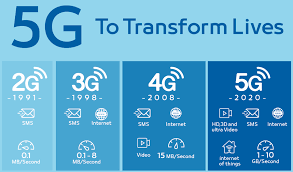 5G To Transform Lives
2G
-1991-
SMS
0.1
MB/Second
3G
-1998-
SMS
Internet
0.1-8
MB/Second
4G
-2008-
SMS
Internet
Video
15 MB/Second
5G
-2020-
HD,3D and
ultra Video
SMS
internet
of things
1-10
GB/Second